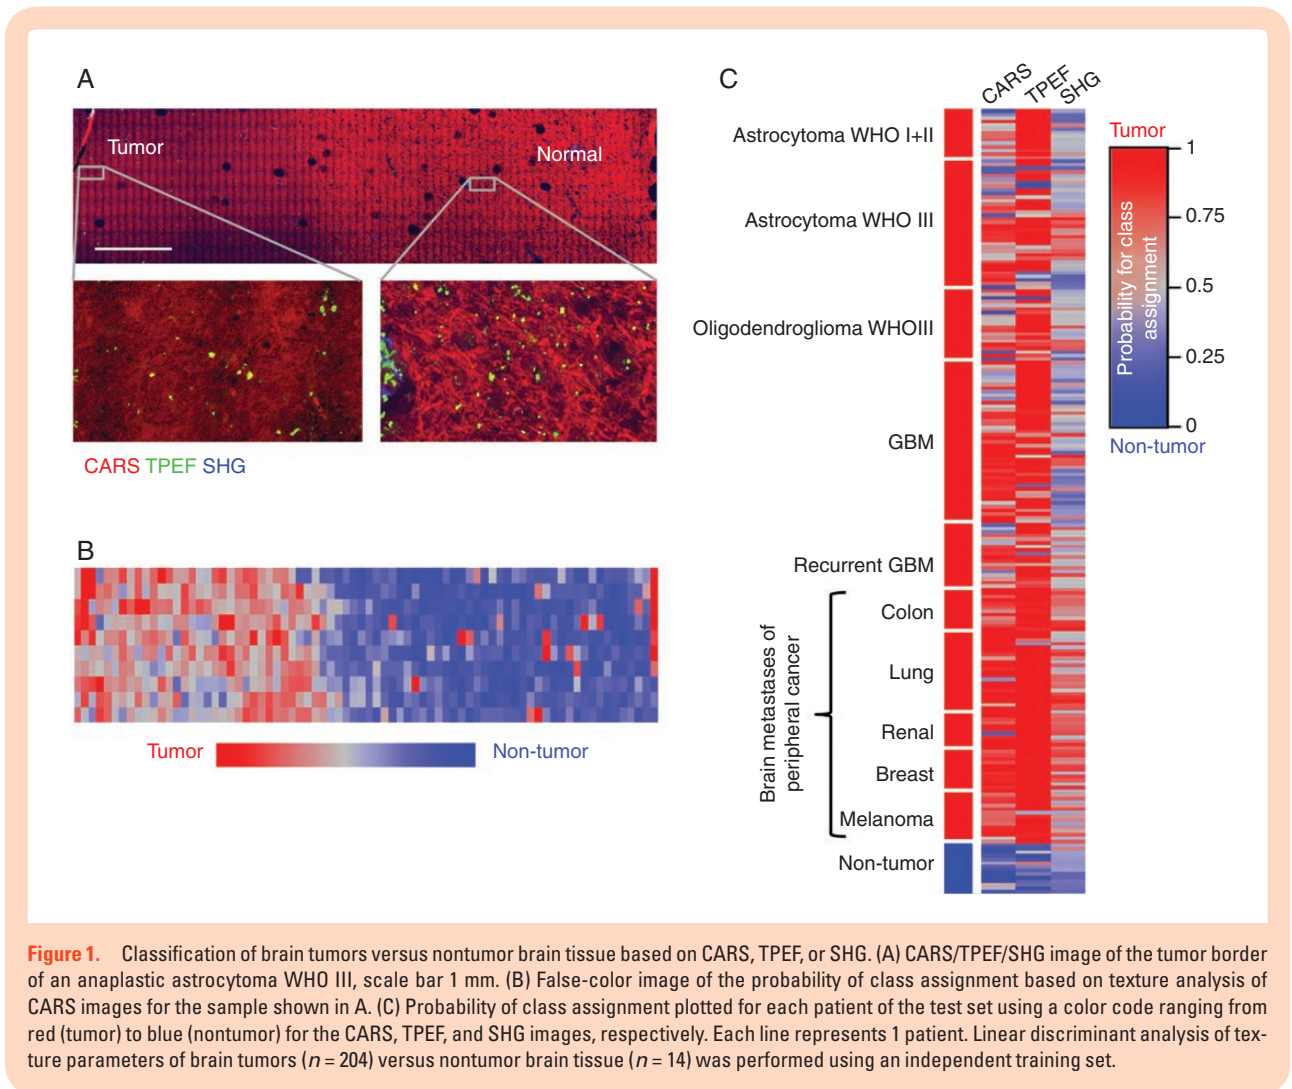 A
Tumor
Normal
CARS TPEF SHG
B
Tumor
Non-tumor
C
CARS
TPEF
SHG
Astrocytoma WHO I+II
Astrocytoma WHO III
Oligodendroglioma WHOIII
GBM
Recurrent GBM
Brain metastases of
peripheral cancer
Colon
Lung
Renal
Breast
Melanoma
Non-tumor
Tumor
Probability for class
assignment
1
0.75
0.5
0.25
0
Non-tumor
Figure 1. Classification of brain tumors versus nontumor brain tissue based on CARS, TPEF, or SHG. (A) CARS/TPEF/SHG image of the tumor border
of an anaplastic astrocytoma WHO III, scale bar 1 mm. (B) False-color image of the probability of class assignment based on texture analysis of
CARS images for the sample shown in A. (C) Probability of class assignment plotted for each patient of the test set using a color code ranging from
red (tumor) to blue (nontumor) for the CARS, TPEF, and SHG images, respectively. Each line represents 1 patient. Linear discriminant analysis of tex-
ture parameters of brain tumors (n = 204) versus nontumor brain tissue (n = 14) was performed using an independent training set.